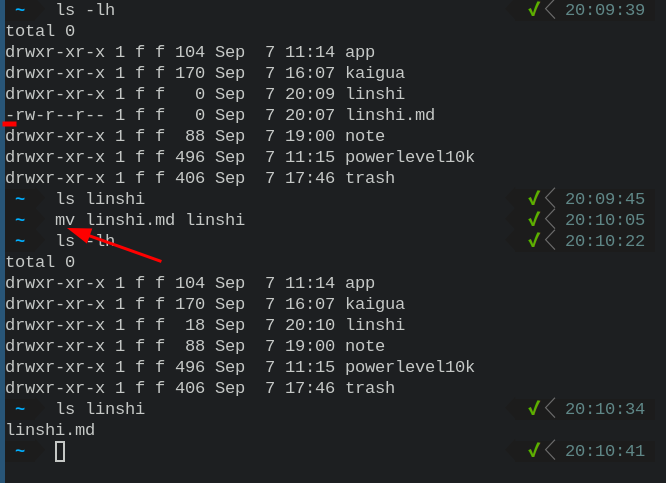 ~ ls -lh ✔ 20:09:39
total 0
drwxr-xr-x 1 f f 104 Sep  7 11:14 app
drwxr-xr-x 1 f f 170 Sep  7 16:07 kaigua
drwxr-xr-x 1 f f   0 Sep  7 20:09 linshi
-rw-r--r-- 1 f f   0 Sep  7 20:07 linshi.md
drwxr-xr-x 1 f f  88 Sep  7 19:00 note
drwxr-xr-x 1 f f 496 Sep  7 11:15 powerlevel10k
drwxr-xr-x 1 f f 406 Sep  7 17:46 trash
~ ls linshi ✔ 20:09:45
~ mv linshi.md linshi ✔ 20:10:05
~ ls -lh ✔ 20:10:22
total 0
drwxr-xr-x 1 f f 104 Sep  7 11:14 app
drwxr-xr-x 1 f f 170 Sep  7 16:07 kaigua
drwxr-xr-x 1 f f  18 Sep  7 20:10 linshi
drwxr-xr-x 1 f f  88 Sep  7 19:00 note
drwxr-xr-x 1 f f 496 Sep  7 11:15 powerlevel10k
drwxr-xr-x 1 f f 406 Sep  7 17:46 trash
~ ls linshi ✔ 20:10:34
linshi.md
~ ✔ 20:10:41